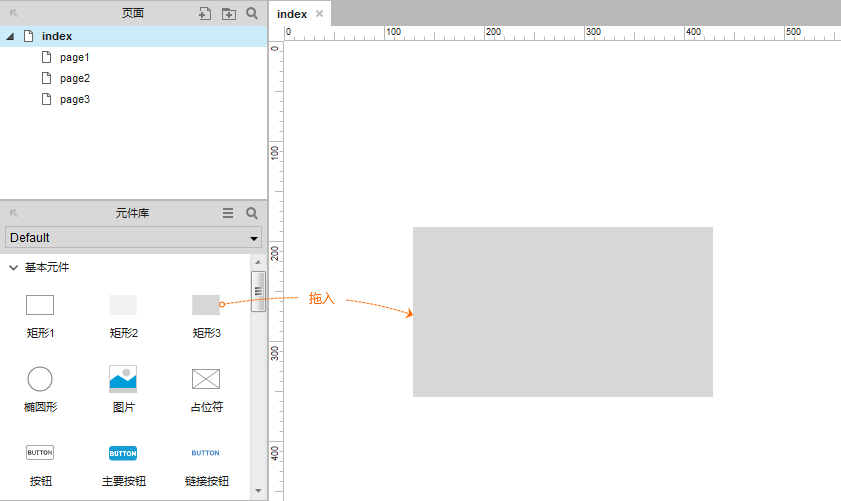 页面
index
page1
page2
page3
元件库
Default
基本元件
矩形1 矩形2 矩形3
椭圆形 图片 占位符
BUTTON BUTTON BUTTON
按钮 主要按钮 链接按钮
index
0 100 200 300 400 500
0
100
200
300
400
拖入